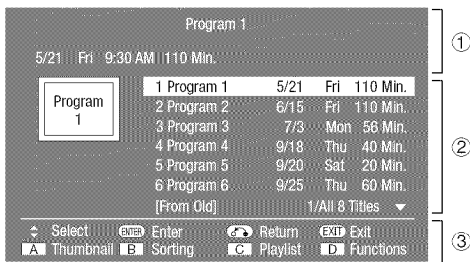 Program 1
5/21 Fri 9:30 AM 110 Min.
①
Program
1
1 Program 1 5/21 Fri 110 Min.
2 Program 2 6/15 Fri 110 Min.
3 Program 3 7/3 Mon 56 Min.
4 Program 4 9/18 Thu 40 Min.
5 Program 5 9/20 Sat 20 Min.
6 Program 6 9/25 Thu 60 Min.
[From Old] 1/All 8 Titles
②
Select ENTER Enter Return EXIT Exit
A Thumbnail B Sorting C Playlist D Functions
③